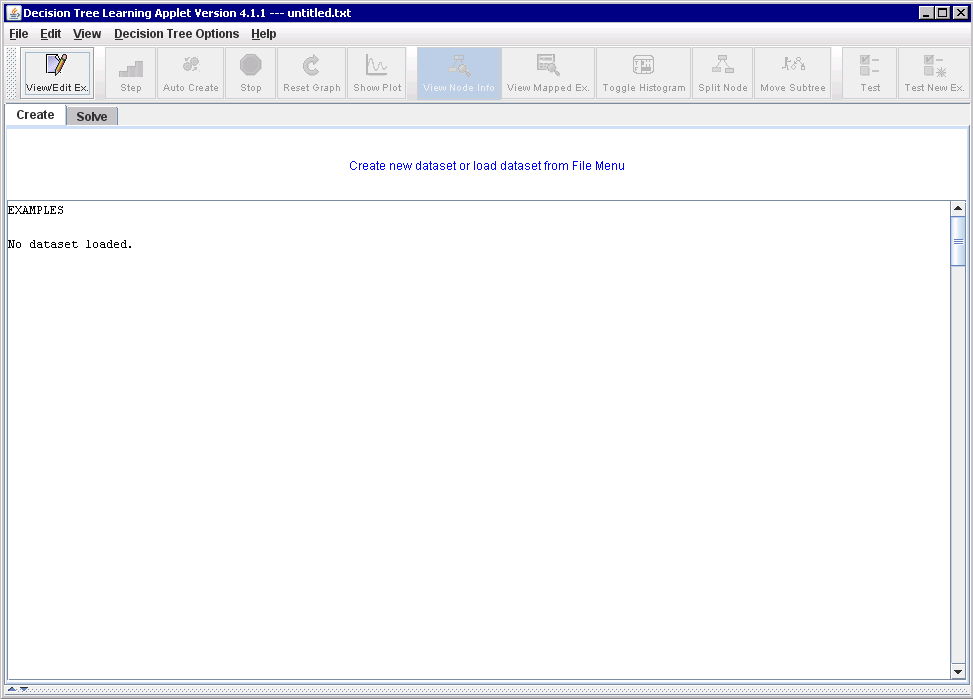 Decision Tree Learning Applet Version 4.1.1 --- untitled.txt
File Edit View Decision Tree Options Help
View/Edit Ex. Step Auto Create Stop Reset Graph Show Plot View Node Info View Mapped Ex. Toggle Histogram Split Node Move Subtree Test Test New Ex.
Create Solve
Create new dataset or load dataset from File Menu
EXAMPLES
No dataset loaded.